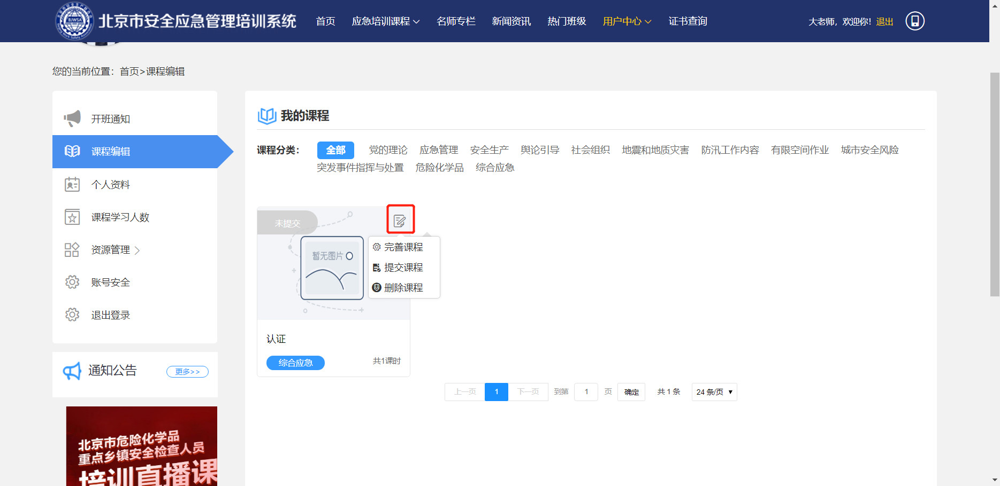 BJWSA
北京市安全应急管理培训系统
首页 应急培训课程 名师专栏 新闻资讯 热门班级 用户中心 证书查询
大老师，欢迎你！退出
您的当前位置：首页>课程编辑
开班通知
课程编辑
个人资料
课程学习人数
资源管理
账号安全
退出登录
通知公告 更多>>
北京市危险化学品
重点乡镇安全检查人员
培训直播课
我的课程
课程分类： 全部 党的理论 应急管理 安全生产 舆论引导 社会组织 地震和地质灾害 防汛工作内容 有限空间作业 城市安全风险
突发事件指挥与处置 危险化学品 综合应急
未提交
暂无图片
完善课程
提交课程
删除课程
认证
综合应急 共1课时
上一页 1 下一页 到第 1 页 确定 共 1 条 24 条/页